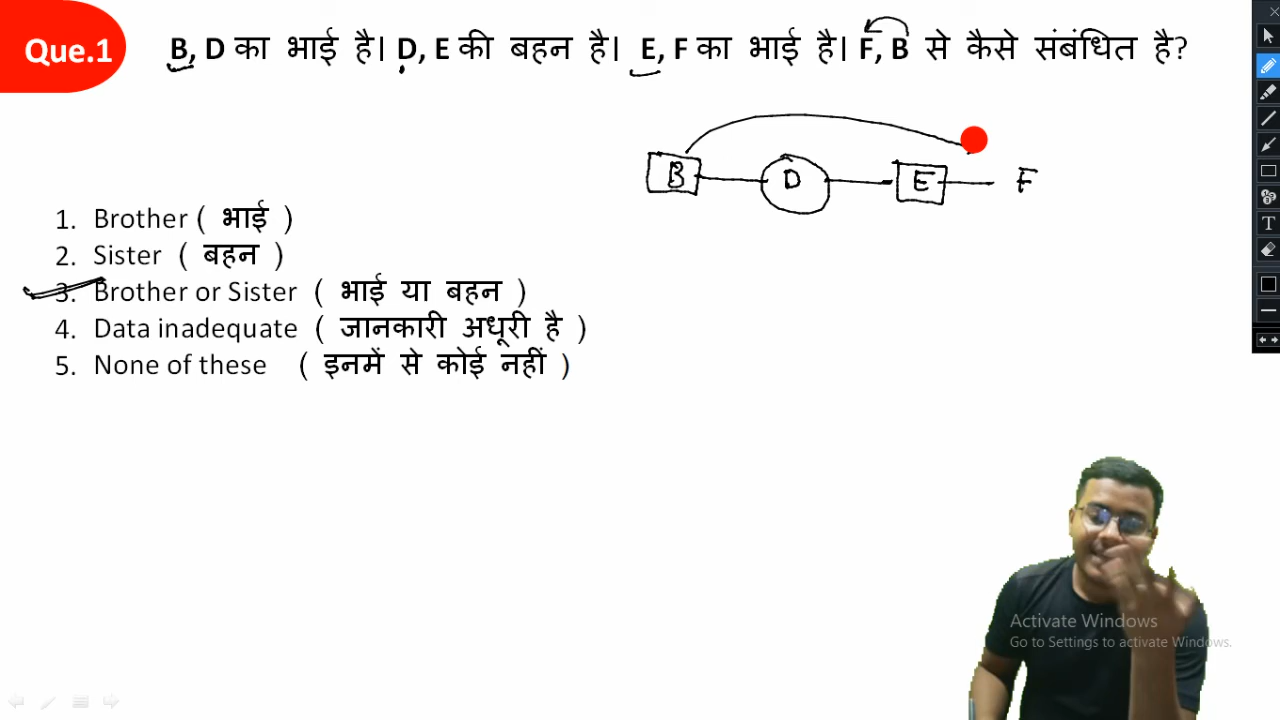 Que.1
B, D का भाई है। D, E की बहन है। E, F का भाई है। F, B से कैसे संबंधित है?
B D E F
1. Brother ( भाई )
2. Sister ( बहन )
3. Brother or Sister ( भाई या बहन )
4. Data inadequate ( जानकारी अधूरी है )
5. None of these ( इनमें से कोई नहीं )
Activate Windows
Go to Settings to activate Windows.